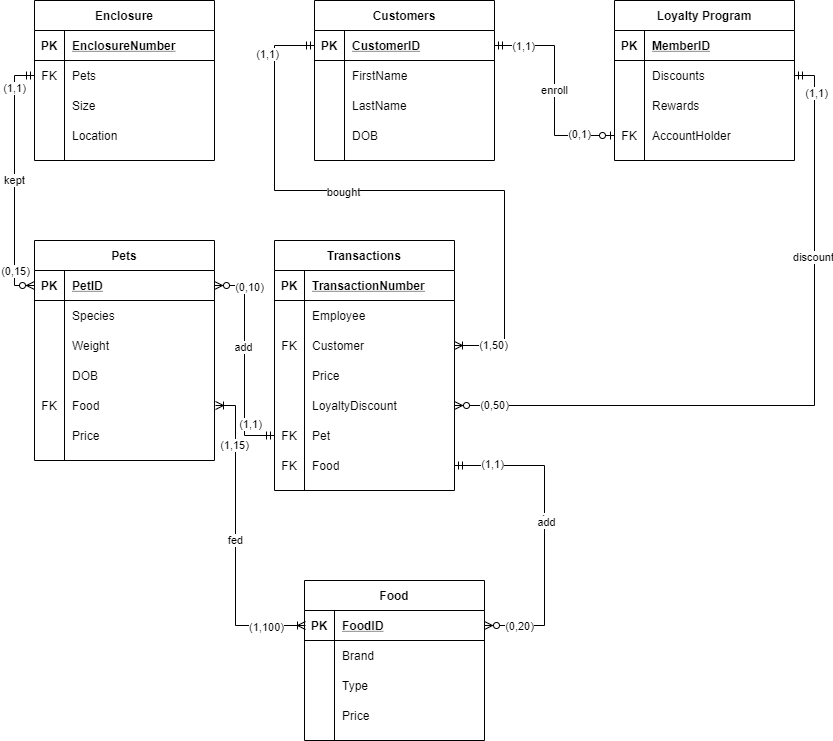 Enclosure
PK EnclosureNumber
FK Pets
Size
Location
Customers
PK CustomerID
FirstName
LastName
DOB
Loyalty Program
PK MemberID
Discounts
Rewards
FK AccountHolder
(1,1)
(1,1)
(1,1)
enroll
(0,1)
(1,1)
kept
bought
discount
(0,15)
Pets
PK PetID
Species
Weight
DOB
FK Food
Price
(0,10)
add
(1,1)
(1,15)
Transactions
PK TransactionNumber
Employee
FK Customer
Price
LoyaltyDiscount
FK Pet
FK Food
(1,50)
(0,50)
(1,1)
add
fed
(1,100)
(0,20)
Food
PK FoodID
Brand
Type
Price